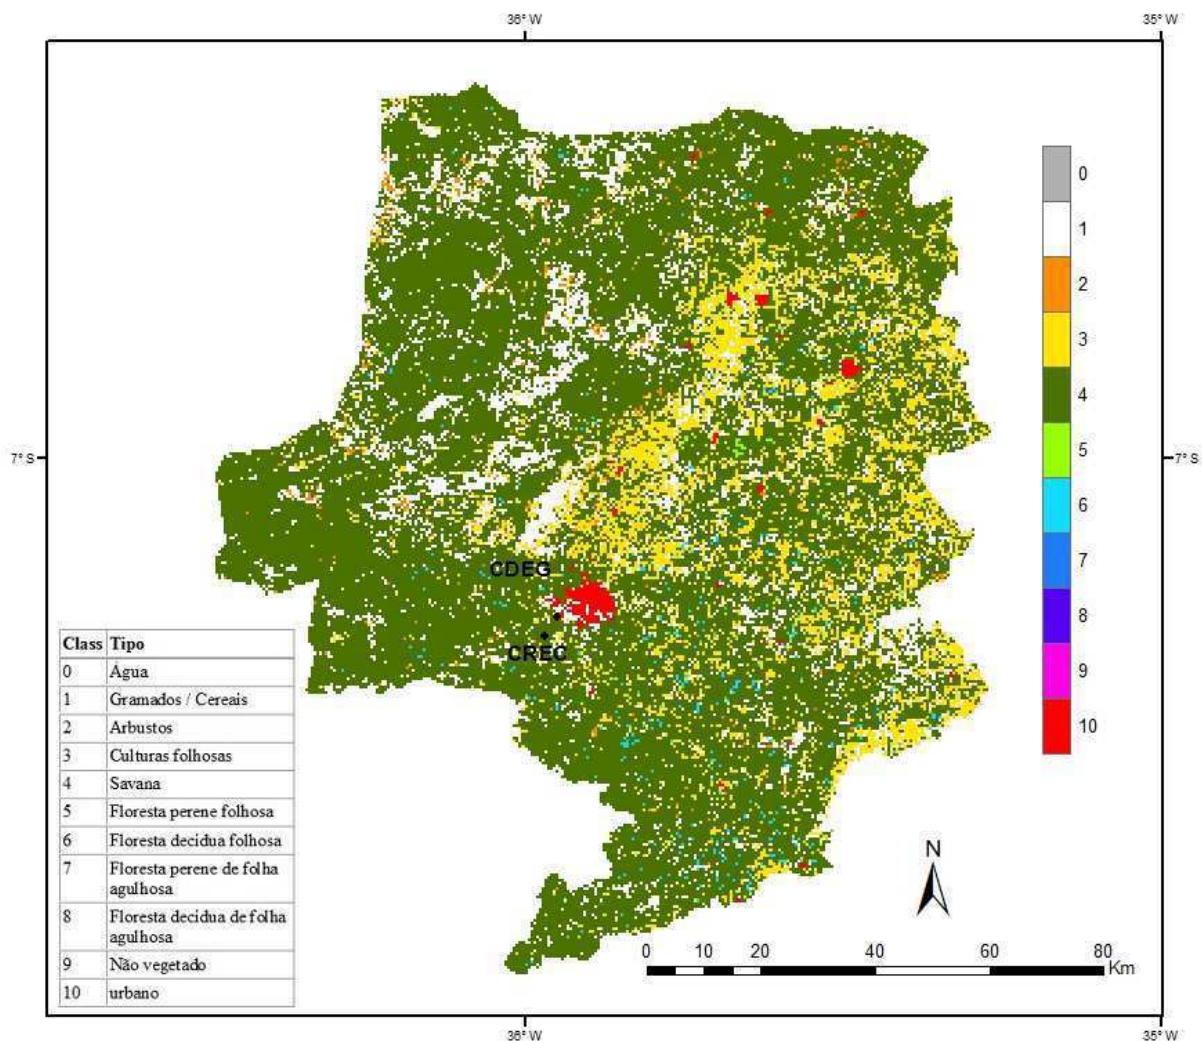 36° W
35° W
0
1
2
3
4
5
6
7
8
9
10
7° S
7° S
CDEG
CREC
Class Tipo
0 Água
1 Gramados / Cereais
2 Arbustos
3 Culturas folhosas
4 Savana
5 Floresta perene folhosa
6 Floresta decidua folhosa
7 Floresta perene de folha
agulhosa
8 Floresta decidua de folha
agulhosa
9 Não vegetado
10 urbano
N
0 10 20 40 60 80
Km
36° W
35° W